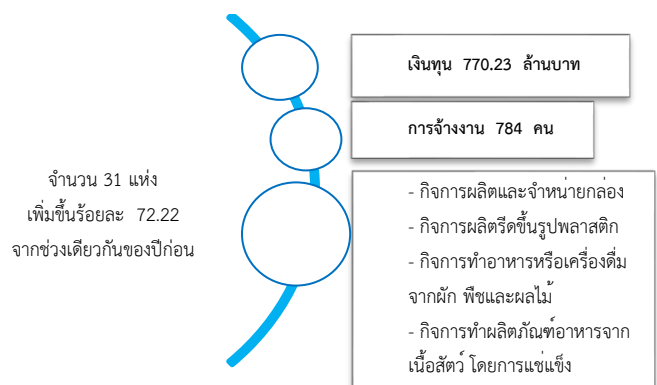 จำนวน 31 แห่ง
เพิ่มขึ้นร้อยละ 72.22
จากช่วงเดียวกันของปีก่อน
เงินทุน 770.23 ล้านบาท
การจ้างงาน 784 คน
- กิจการผลิตและจำหน่ายกล่อง
- กิจการผลิตรีดขึ้นรูปพลาสติก
- กิจการทำอาหารหรือเครื่องดื่ม
จากผัก พืชและผลไม้
- กิจการทำผลิตภัณฑ์อาหารจาก
เนื้อสัตว์ โดยการแช่แข็ง